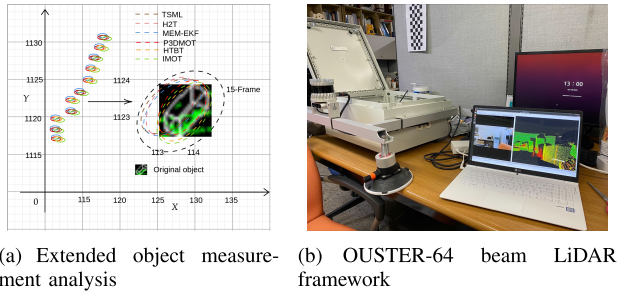 TSML
H2T
MEM-EKF
P3DMOT
HTBT
IMOT
1130
1125
1124
15-Frame
Y
1120
1123
113
114
1115
Original object
0
115
120
125
130
135
X
13:00
(a) Extended object measure-
ment analysis
(b) OUSTER-64 beam LiDAR
framework